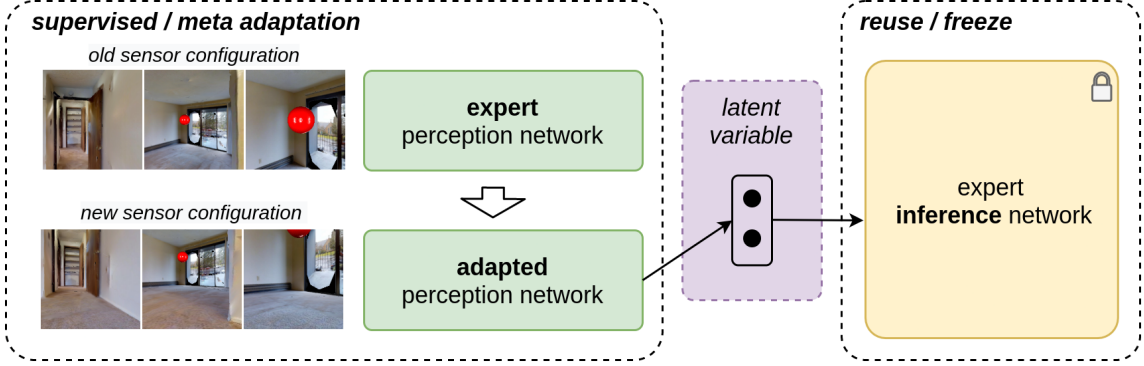 supervised / meta adaptation
old sensor configuration
expert
perception network
new sensor configuration
adapted
perception network
latent
variable
reuse / freeze
expert
inference network